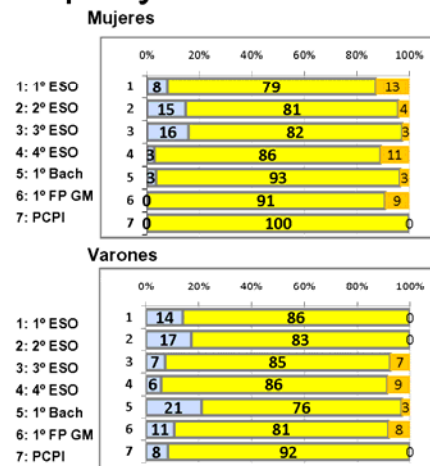 Mujeres
0% 20% 40% 60% 80% 100%
1: 1º ESO 1 8 79 13
2: 2º ESO 2 15 81 4
3: 3º ESO 3 16 82 3
4: 4º ESO 4 3 86 11
5: 1º Bach 5 3 93 3
6: 1º FP GM 6 0 91 9
7: PCPI 7 0 100 0
Varones
0% 20% 40% 60% 80% 100%
1: 1º ESO 1 14 86 0
2: 2º ESO 2 17 83 0
3: 3º ESO 3 7 85 7
4: 4º ESO 4 6 86 9
5: 1º Bach 5 21 76 3
6: 1º FP GM 6 11 81 8
7: PCPI 7 8 92 0